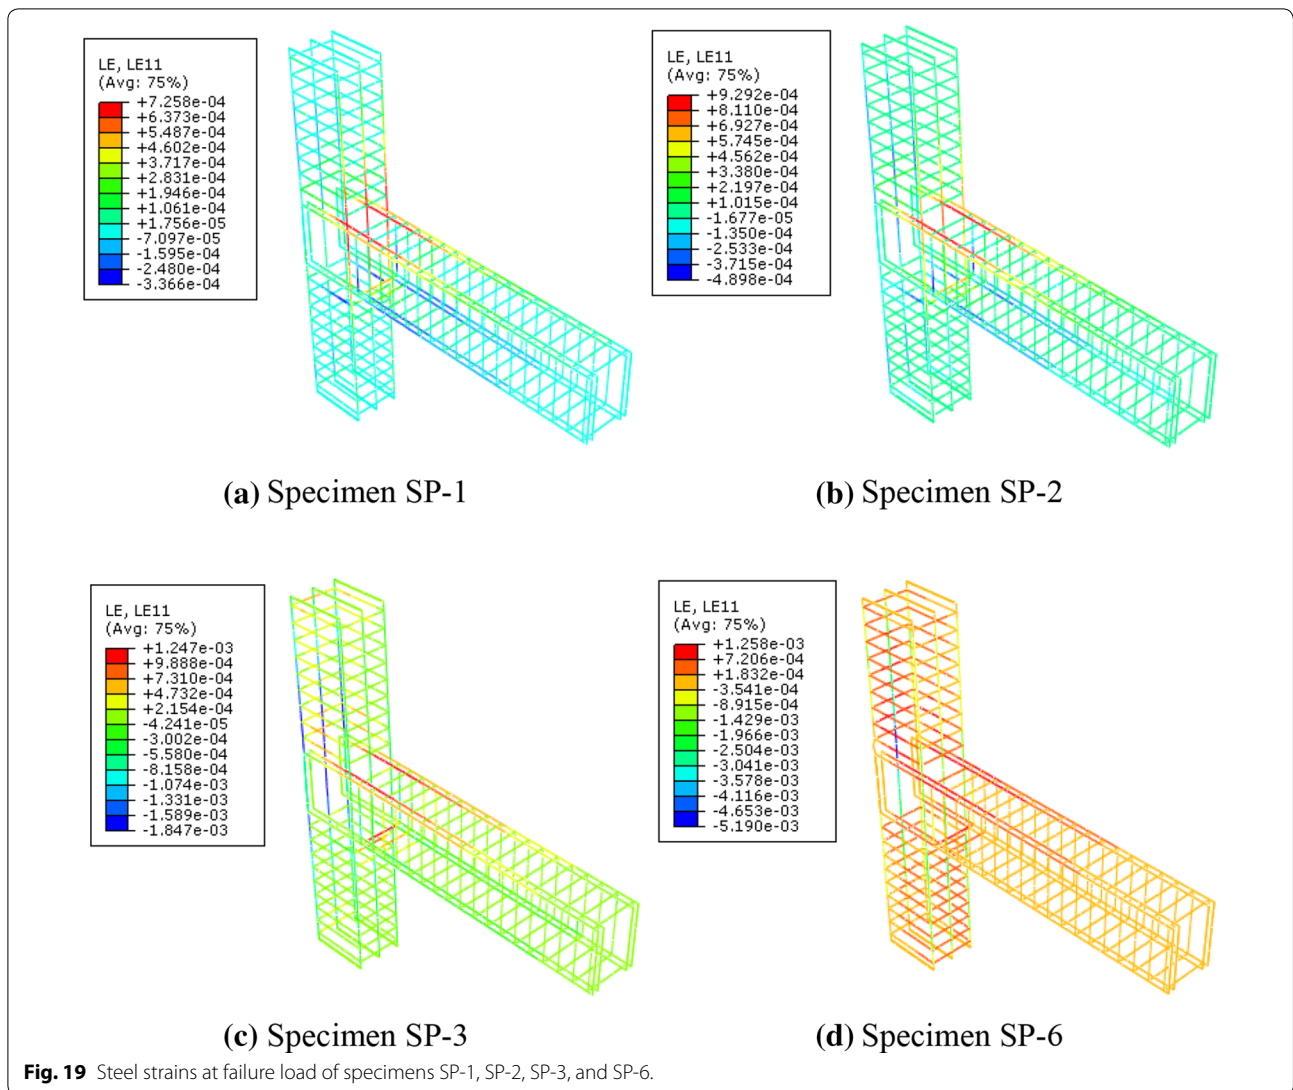 LE, LE11
(Avg: 75%)
+7.258e-04
+6.373e-04
+5.487e-04
+4.602e-04
+3.717e-04
+2.831e-04
+1.946e-04
+1.061e-04
+1.756e-05
-7.097e-05
-1.595e-04
-2.480e-04
-3.366e-04
(a) Specimen SP-1
LE, LE11
(Avg: 75%)
+9.292e-04
+8.110e-04
+6.927e-04
+5.745e-04
+4.562e-04
+3.380e-04
+2.197e-04
+1.015e-04
-1.677e-05
-1.350e-04
-2.533e-04
-3.715e-04
-4.898e-04
(b) Specimen SP-2
LE, LE11
(Avg: 75%)
+1.247e-03
+9.888e-04
+7.310e-04
+4.732e-04
+2.154e-04
-4.241e-05
-3.002e-04
-5.580e-04
-8.158e-04
-1.074e-03
-1.331e-03
-1.589e-03
-1.847e-03
(c) Specimen SP-3
LE, LE11
(Avg: 75%)
+1.258e-03
+7.206e-04
+1.832e-04
-3.541e-04
-8.915e-04
-1.429e-03
-1.966e-03
-2.504e-03
-3.041e-03
-3.578e-03
-4.116e-03
-4.653e-03
-5.190e-03
(d) Specimen SP-6
Fig. 19 Steel strains at failure load of specimens SP-1, SP-2, SP-3, and SP-6.